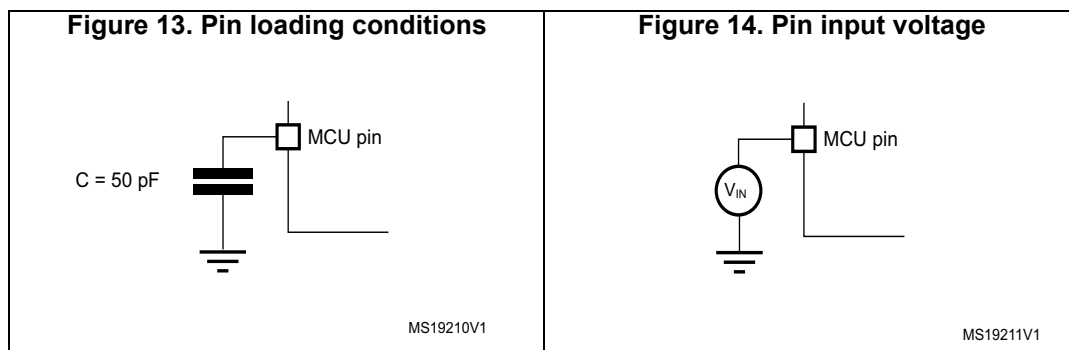 Figure 13. Pin loading conditions
MCU pin
C = 50 pF
MS19210V1
Figure 14. Pin input voltage
MCU pin
VIN
MS19211V1